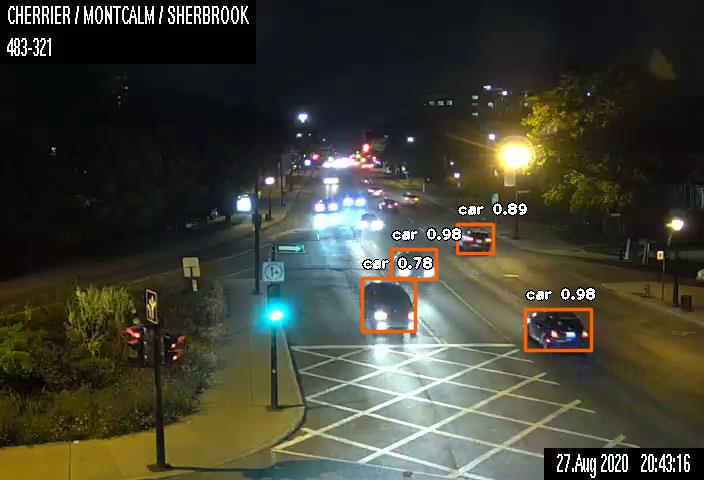 CHERRIER / MONTCALM / SHERBROOK
483-321
car 0.89
car 0.98
car 0.78
car 0.98
27.Aug 2020 20:43:16